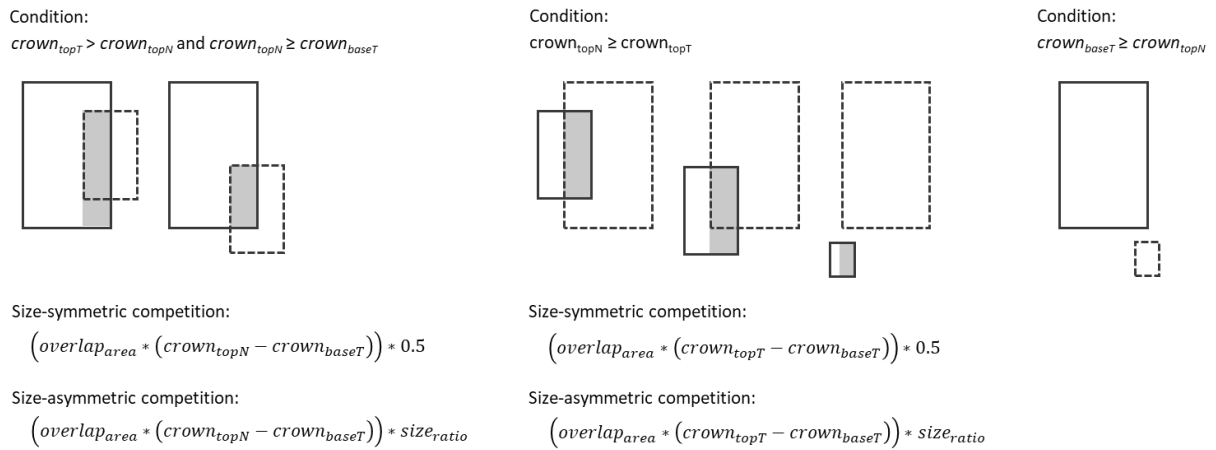 Condition:
crown_topT > crown_topN and crown_topN ≥ crown_baseT
Size-symmetric competition:
(overlap_area * (crown_topN − crown_baseT)) * 0.5
Size-asymmetric competition:
(overlap_area * (crown_topN − crown_baseT)) * size_ratio
Condition:
crown_topN ≥ crown_topT
Size-symmetric competition:
(overlap_area * (crown_topT − crown_baseT)) * 0.5
Size-asymmetric competition:
(overlap_area * (crown_topT − crown_baseT)) * size_ratio
Condition:
crown_baseT ≥ crown_topN